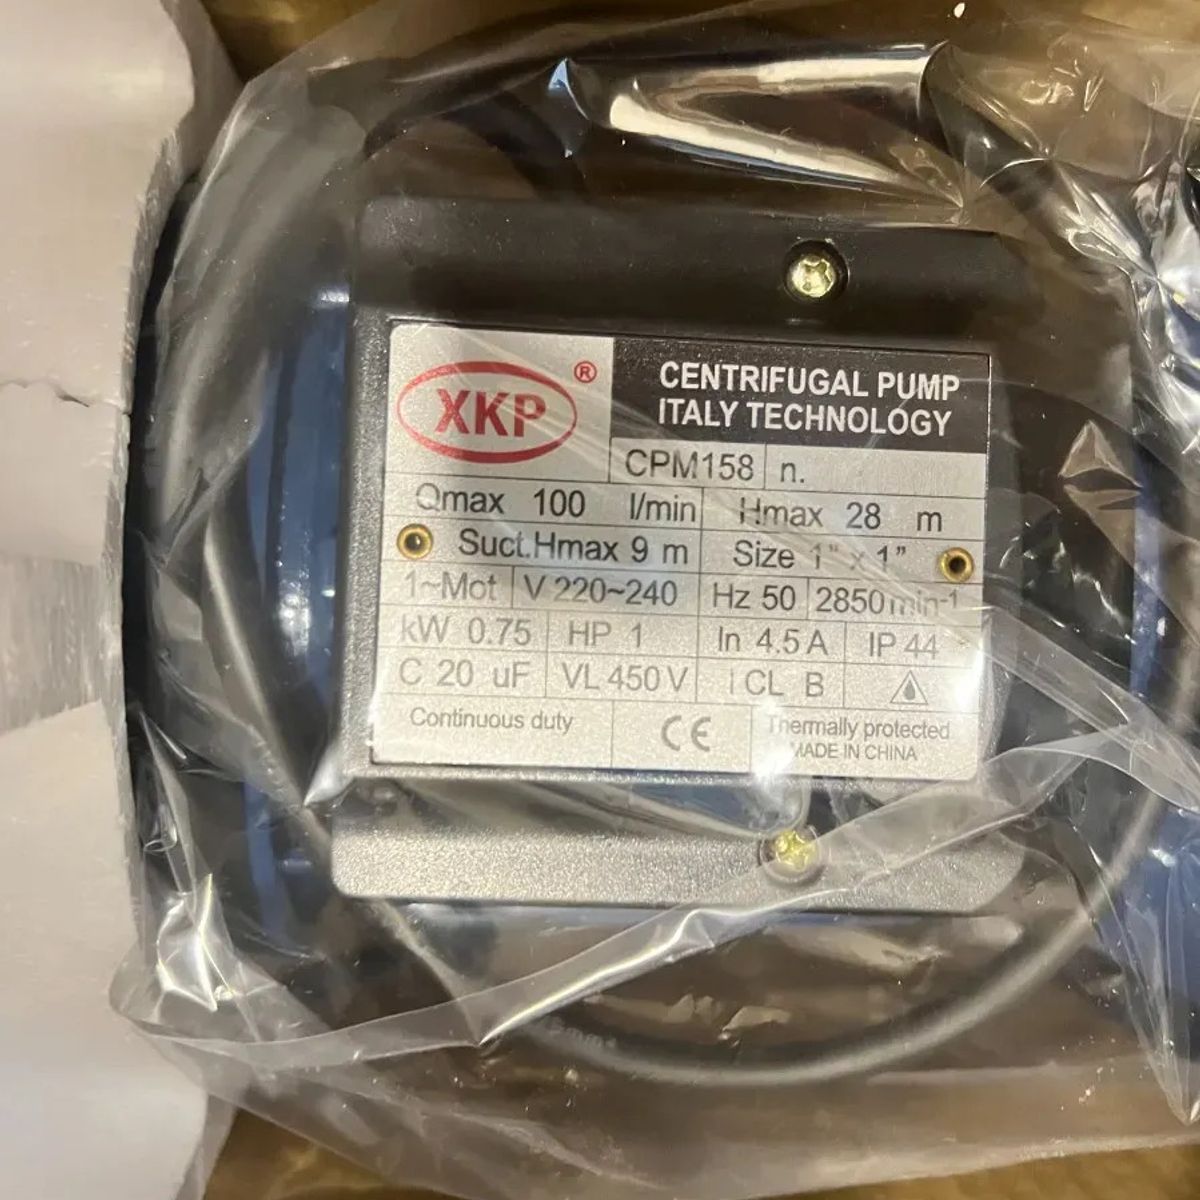 XKP ®
CENTRIFUGAL PUMP
ITALY TECHNOLOGY
CPM158 n.
Qmax 100 l/min Hmax 28 m
Suct.Hmax 9 m Size 1" x 1"
1~Mot V 220~240 Hz 50 2850min-1
kW 0.75 HP 1 In 4.5 A IP 44
C 20 uF VL 450 V I CL B
Continuous duty CE Thermally protected
MADE IN CHINA